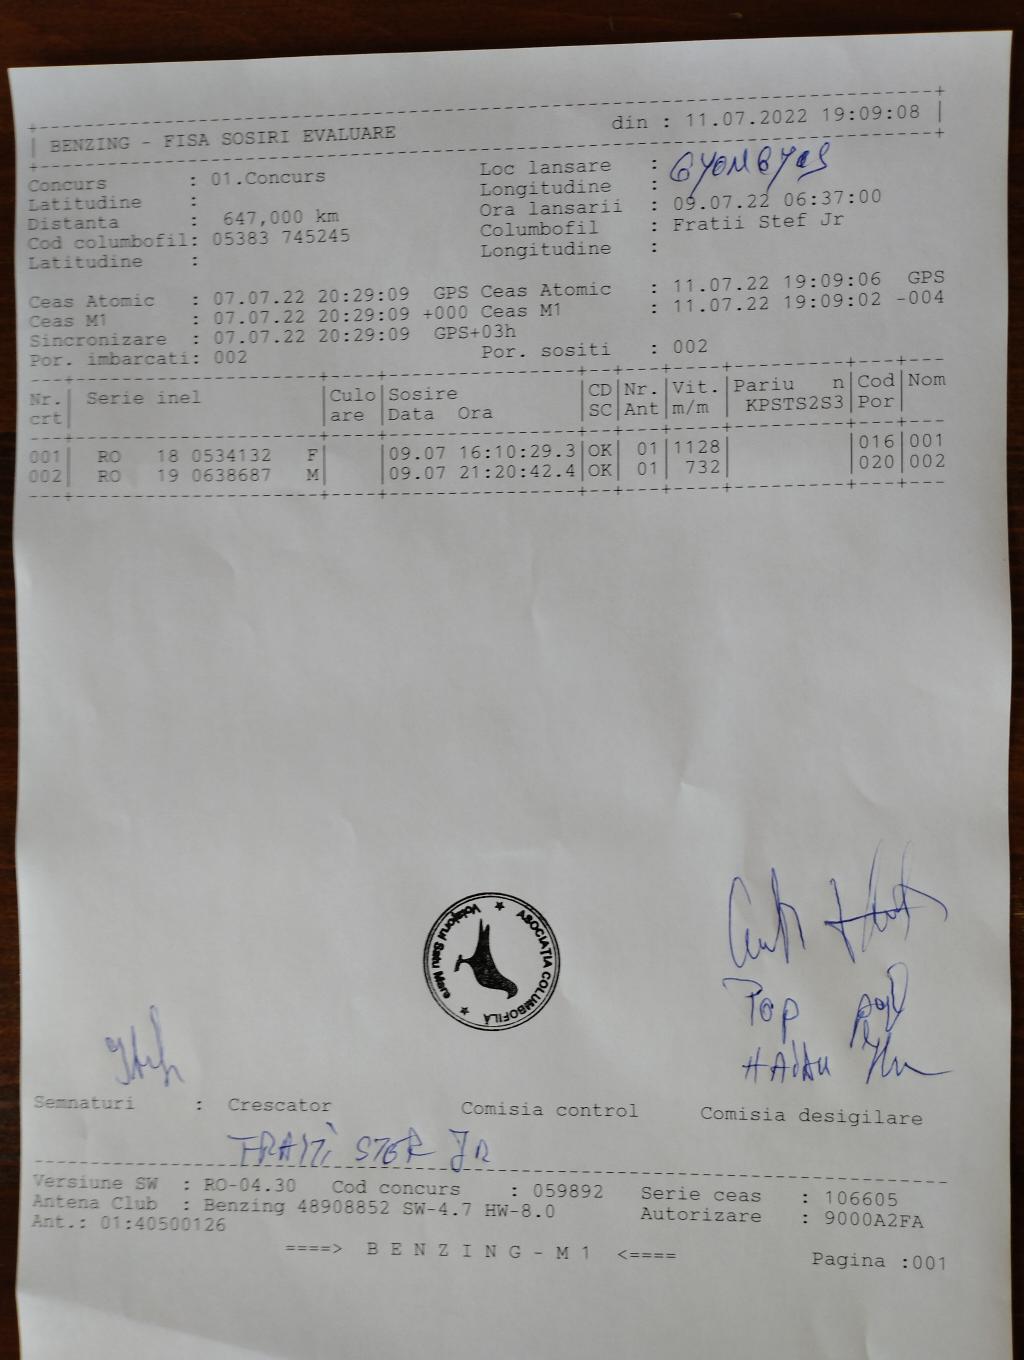 BENZING - FISA SOSIRI EVALUARE din : 11.07.2022 19:09:08
Concurs : 01.Concurs Loc lansare : GYONGYOS
Latitudine : Longitudine :
Distanta : 647,000 km Ora lansarii : 09.07.22 06:37:00
Cod columbofil: 05383 745245 Columbofil : Fratii Stef Jr
Latitudine : Longitudine :
Ceas Atomic : 07.07.22 20:29:09 GPS Ceas Atomic : 11.07.22 19:09:06 GPS
Ceas M1 : 07.07.22 20:29:09 +000 Ceas M1 : 11.07.22 19:09:02 -004
Sincronizare: 07.07.22 20:29:09 GPS+03h
Por. imbarcati: 002 Por. sositi : 002
Nr. Serie inel Culo Sosire CD Nr. Vit. Pariu n Cod Nom
crt are Data Ora SC Ant m/m KPSTS2S3 Por
001 RO 18 0534132 F 09.07 16:10:29.3 OK 01 1128 016 001
002 RO 19 0638687 M 09.07 21:20:42.4 OK 01 732 020 002
ASOCIAŢIA COLUMBOFILĂ
Voiajorul Satu Mare
Pop
HAIDU
Semnaturi : Crescator Comisia control Comisia desigilare
FRATII STEF JR
Versiune SW : RO-04.30 Cod concurs : 059892 Serie ceas : 106605
Antena Club : Benzing 48908852 SW-4.7 HW-8.0 Autorizare : 9000A2FA
Ant.: 01:40500126
====> B E N Z I N G - M 1 <==== Pagina :001